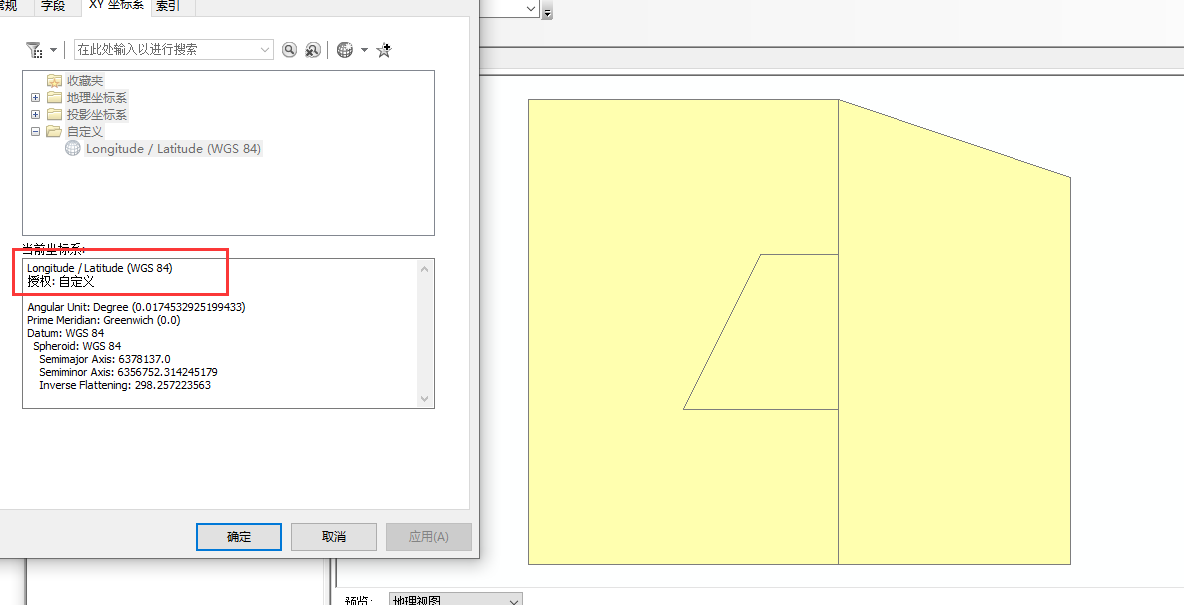 常规 字段 XY 坐标系 索引
在此处输入以进行搜索
收藏夹
地理坐标系
投影坐标系
自定义
Longitude / Latitude (WGS 84)
当前坐标系:
Longitude / Latitude (WGS 84)
授权: 自定义
Angular Unit: Degree (0.0174532925199433)
Prime Meridian: Greenwich (0.0)
Datum: WGS 84
Spheroid: WGS 84
Semimajor Axis: 6378137.0
Semiminor Axis: 6356752.314245179
Inverse Flattening: 298.257223563
确定 取消 应用(A)
预览: 地理视图